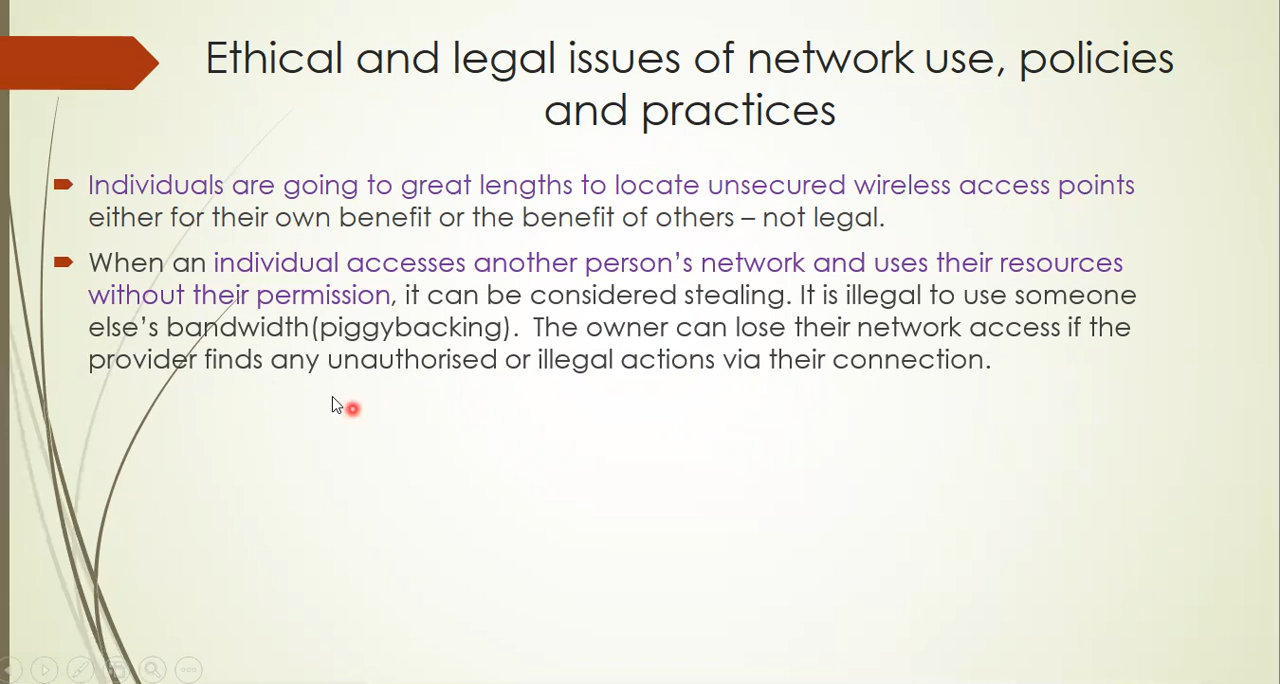 Ethical and legal issues of network use, policies
and practices
Individuals are going to great lengths to locate unsecured wireless access points
either for their own benefit or the benefit of others – not legal.
When an individual accesses another person’s network and uses their resources
without their permission, it can be considered stealing. It is illegal to use someone
else’s bandwidth(piggybacking).  The owner can lose their network access if the
provider finds any unauthorised or illegal actions via their connection.